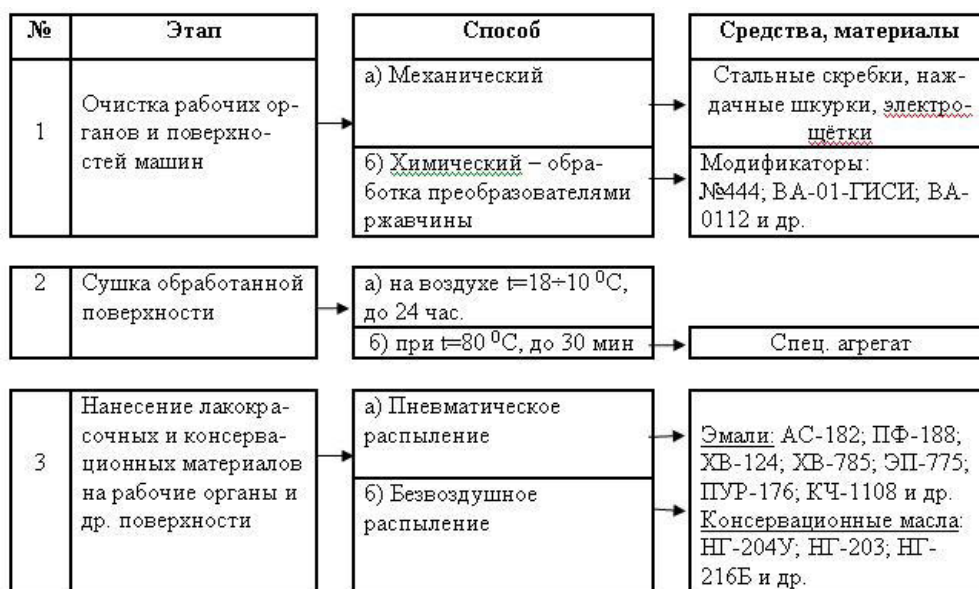 № Этап Способ Средства, материалы
1
Очистка рабочих ор-
ганов и поверхно-
стей машин
а) Механический
Стальные скребки, наж-
дачные шкурки, электро-
щётки
б) Химический – обра-
ботка преобразователями
ржавчины
Модификаторы:
№444; ВА-01-ГИСИ; ВА-
0112 и др.
2
Сушка обработанной
поверхности
а) на воздухе t=18÷10 ⁰С,
до 24 час.
б) при t=80 ⁰С, до 30 мин
Спец. агрегат
3
Нанесение лакокра-
сочных и консерва-
ционных материалов
на рабочие органы и
др. поверхности
а) Пневматическое
распыление
б) Безвоздушное
распыление
Эмали: АС-182; ПФ-188;
ХВ-124; ХВ-785; ЭП-775;
ПУР-176; КЧ-1108 и др.
Консервационные масла:
НГ-204У; НГ-203; НГ-
216Б и др.